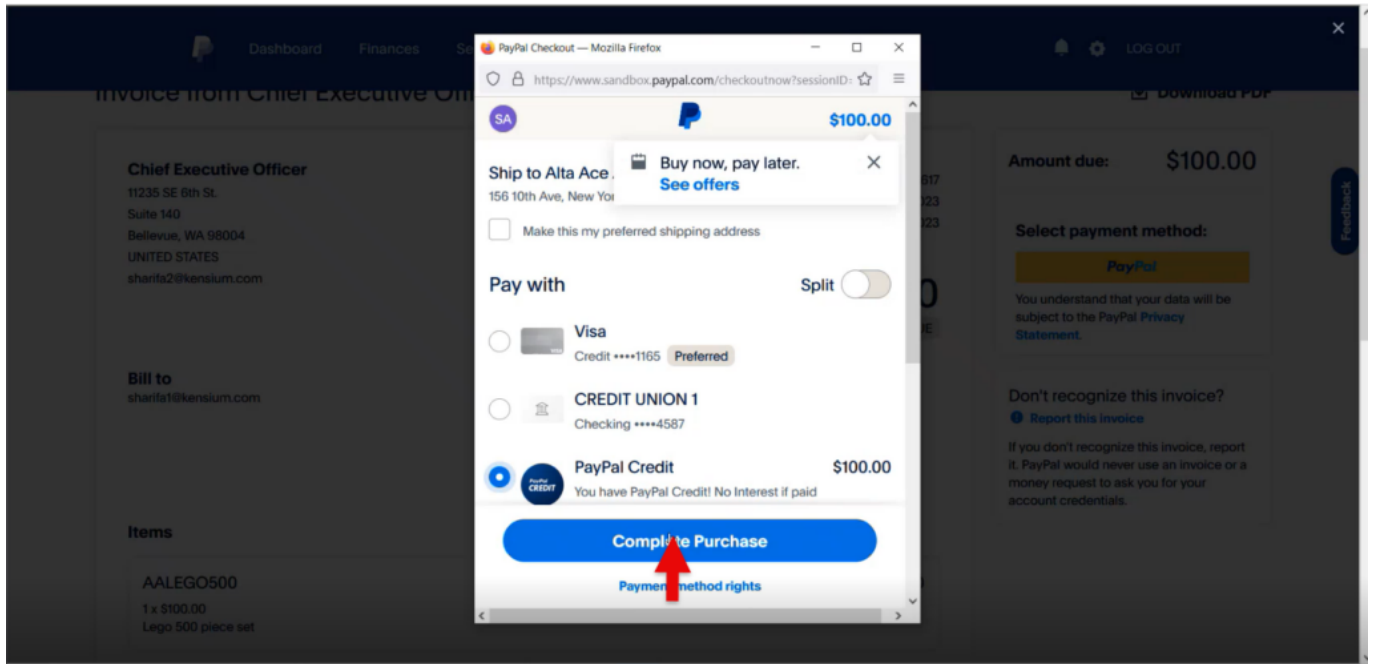 Dashboard
Finances
LOG OUT
Invoice from Chief Executive
Download PDF
Chief Executive Officer
11235 SE 6th St.
Suite 140
Bellevue, WA 98004
UNITED STATES
sharifa2@kensium.com
Bill to
sharifa1@kensium.com
Items
AALEGO500
1 x $100.00
Lego 500 piece set
PayPal Checkout — Mozilla Firefox
https://www.sandbox.paypal.com/checkoutnow?sessionID=
SA
$100.00
Buy now, pay later.
See offers
Ship to Alta Ace
156 10th Ave, New
Make this my preferred shipping address
Pay with
Split
Visa
Credit ••••1165 Preferred
CREDIT UNION 1
Checking ••••4587
PayPal CREDIT
PayPal Credit $100.00
You have PayPal Credit! No Interest if paid
Complete Purchase
Payment method rights
Amount due: $100.00
Select payment method:
PayPal
You understand that your data will be
subject to the PayPal Privacy
Statement.
Don't recognize this invoice?
Report this invoice
If you don't recognize this invoice, report
it. PayPal would never use an invoice or a
money request to ask you for your
account credentials.
Feedback